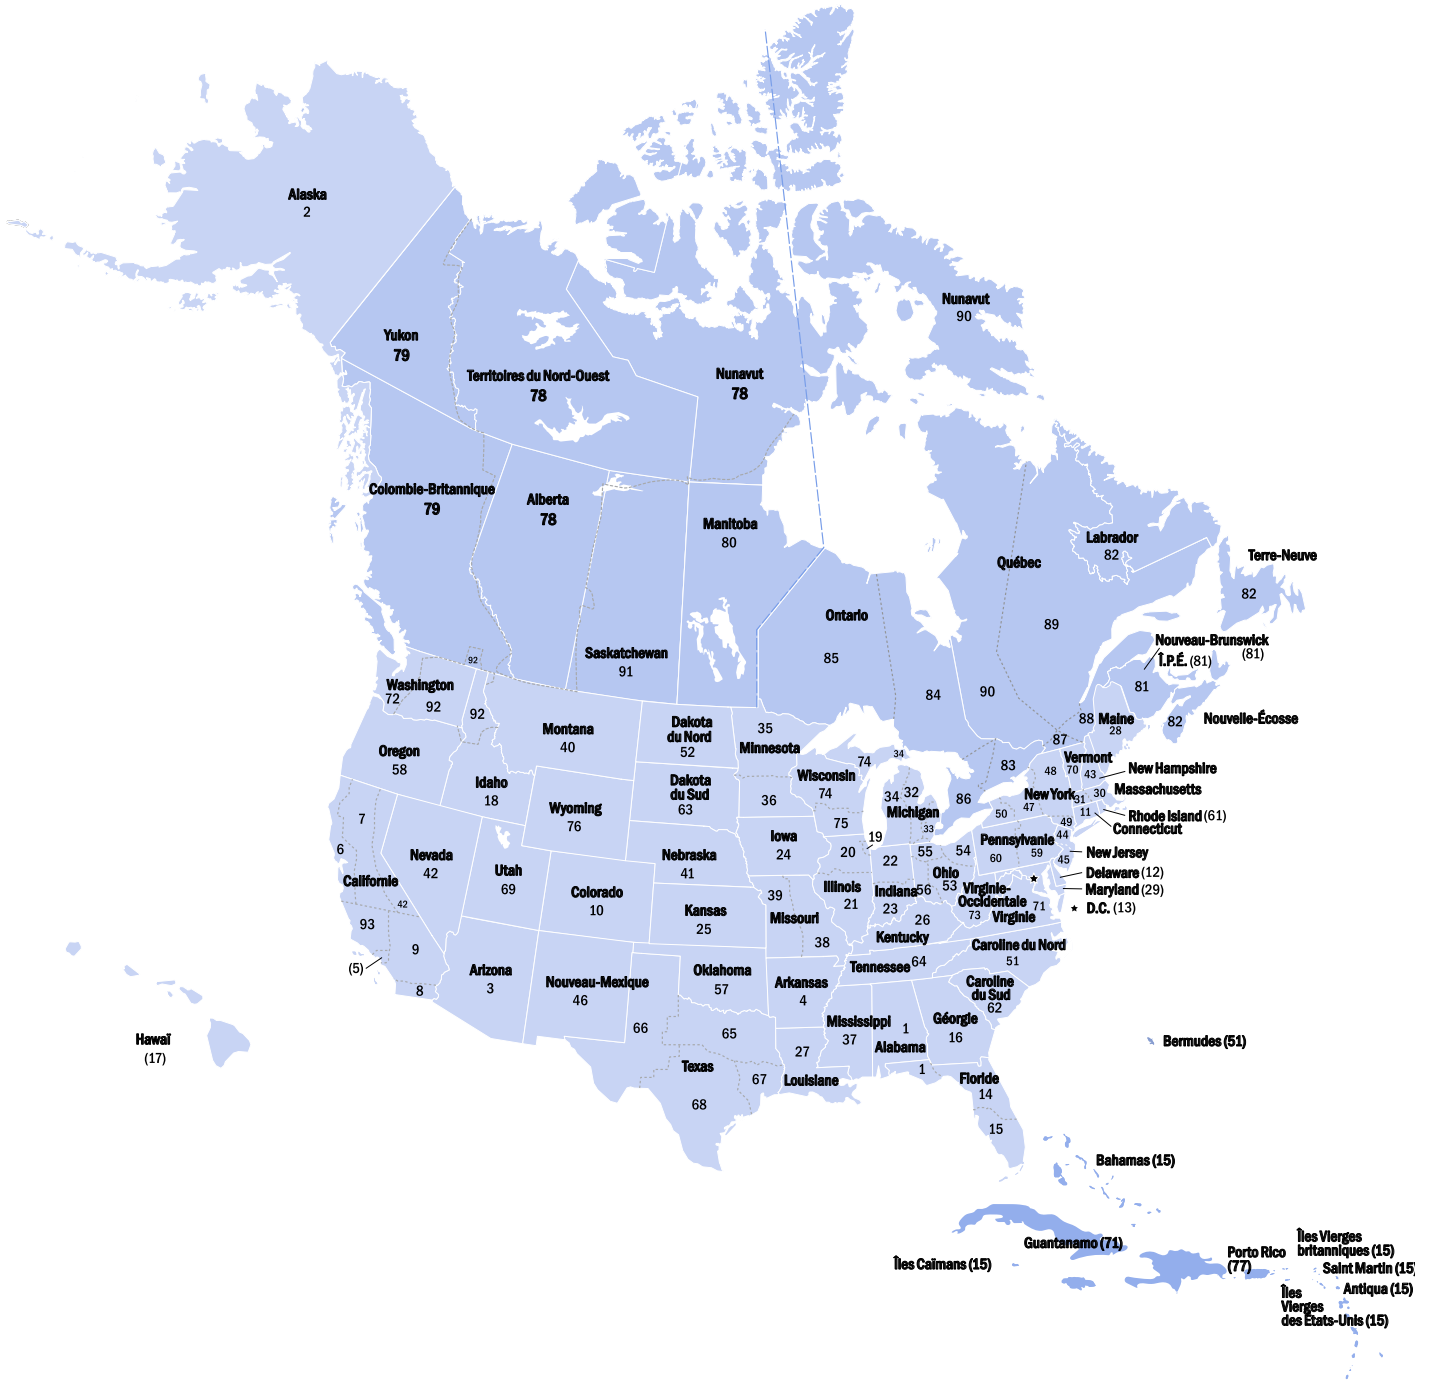 Alaska
2
Nunavut
90
Yukon
79
Territoires du Nord-Ouest
78
Nunavut
78
Colombie-Britannique
79
Alberta
78
Manitoba
80
Labrador
82
Terre-Neuve
82
Québec
89
Ontario
85
Saskatchewan
91
Nouveau-Brunswick
(81)
Î.P.É. (81)
81
84
90
92
Washington
72
92
92
Montana
40
Dakota
du Nord
52
35
Minnesota
88
Maine
28
82
Nouvelle-Écosse
87
Oregon
58
Idaho
18
Wyoming
76
Dakota
du Sud
63
36
Wisconsin
74
75
74
34
34
32
Michigan
33
86
83
48
Vermont
70
43
New Hampshire
New York
47
50
31
30
Massachusetts
11
Rhode Island (61)
Connecticut
49
44
7
6
Nevada
42
Utah
69
Californie
42
93
9
(5)
8
Colorado
10
Nebraska
41
Iowa
24
Kansas
25
39
Missouri
38
19
20
Illinois
21
22
Indiana
23
55
54
Ohio
53
56
Pennsylvanie
60
59
45
New Jersey
Delaware (12)
Maryland (29)
★ D.C. (13)
★
Virginie-
Occidentale
73
Virginie
71
26
Kentucky
Tennessee
64
Caroline du Nord
51
Caroline
du Sud
62
Arizona
3
Nouveau-Mexique
46
Oklahoma
57
Arkansas
4
66
65
Texas
67
68
27
Louisiane
Mississippi
37
1
Alabama
1
Géorgie
16
Floride
14
15
Hawaï
(17)
Bermudes (51)
Bahamas (15)
Guantanamo (71)
Îles Caïmans (15)
Porto Rico
(77)
Îles Vierges
britanniques (15)
Saint Martin (15)
Antiqua (15)
Îles
Vierges
des États-Unis (15)